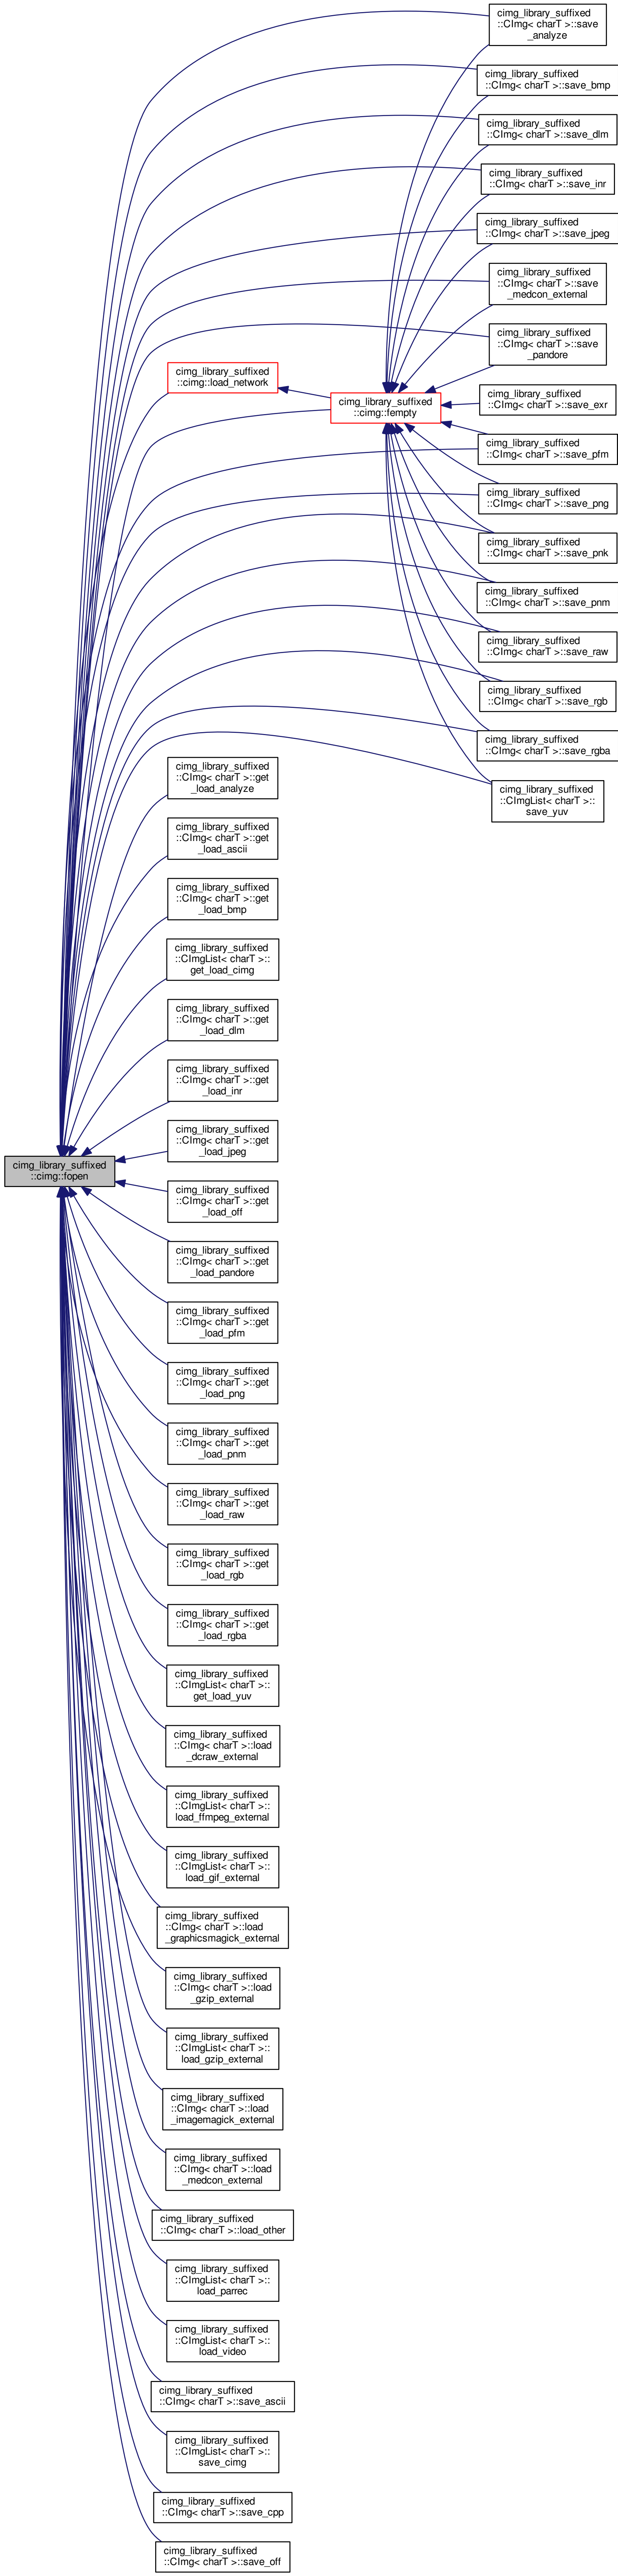 cimg_library_suffixed
::CImg< charT >::save
_analyze
cimg_library_suffixed
::CImg< charT >::save_bmp
cimg_library_suffixed
::CImg< charT >::save_dlm
cimg_library_suffixed
::CImg< charT >::save_inr
cimg_library_suffixed
::CImg< charT >::save_jpeg
cimg_library_suffixed
::CImg< charT >::save
_medcon_external
cimg_library_suffixed
::CImg< charT >::save
_pandore
cimg_library_suffixed
::cimg::load_network
cimg_library_suffixed
::cimg::fempty
cimg_library_suffixed
::CImg< charT >::save_exr
cimg_library_suffixed
::CImg< charT >::save_pfm
cimg_library_suffixed
::CImg< charT >::save_png
cimg_library_suffixed
::CImg< charT >::save_pnk
cimg_library_suffixed
::CImg< charT >::save_pnm
cimg_library_suffixed
::CImg< charT >::save_raw
cimg_library_suffixed
::CImg< charT >::save_rgb
cimg_library_suffixed
::CImg< charT >::save_rgba
cimg_library_suffixed
::CImgList< charT >::
save_yuv
cimg_library_suffixed
::CImg< charT >::get
_load_analyze
cimg_library_suffixed
::CImg< charT >::get
_load_ascii
cimg_library_suffixed
::CImg< charT >::get
_load_bmp
cimg_library_suffixed
::CImgList< charT >::
get_load_cimg
cimg_library_suffixed
::CImg< charT >::get
_load_dlm
cimg_library_suffixed
::CImg< charT >::get
_load_inr
cimg_library_suffixed
::CImg< charT >::get
_load_jpeg
cimg_library_suffixed
::cimg::fopen
cimg_library_suffixed
::CImg< charT >::get
_load_off
cimg_library_suffixed
::CImg< charT >::get
_load_pandore
cimg_library_suffixed
::CImg< charT >::get
_load_pfm
cimg_library_suffixed
::CImg< charT >::get
_load_png
cimg_library_suffixed
::CImg< charT >::get
_load_pnm
cimg_library_suffixed
::CImg< charT >::get
_load_raw
cimg_library_suffixed
::CImg< charT >::get
_load_rgb
cimg_library_suffixed
::CImg< charT >::get
_load_rgba
cimg_library_suffixed
::CImgList< charT >::
get_load_yuv
cimg_library_suffixed
::CImg< charT >::load
_dcraw_external
cimg_library_suffixed
::CImgList< charT >::
load_ffmpeg_external
cimg_library_suffixed
::CImgList< charT >::
load_gif_external
cimg_library_suffixed
::CImg< charT >::load
_graphicsmagick_external
cimg_library_suffixed
::CImg< charT >::load
_gzip_external
cimg_library_suffixed
::CImgList< charT >::
load_gzip_external
cimg_library_suffixed
::CImg< charT >::load
_imagemagick_external
cimg_library_suffixed
::CImg< charT >::load
_medcon_external
cimg_library_suffixed
::CImg< charT >::load_other
cimg_library_suffixed
::CImgList< charT >::
load_parrec
cimg_library_suffixed
::CImgList< charT >::
load_video
cimg_library_suffixed
::CImg< charT >::save_ascii
cimg_library_suffixed
::CImgList< charT >::
save_cimg
cimg_library_suffixed
::CImg< charT >::save_cpp
cimg_library_suffixed
::CImg< charT >::save_off